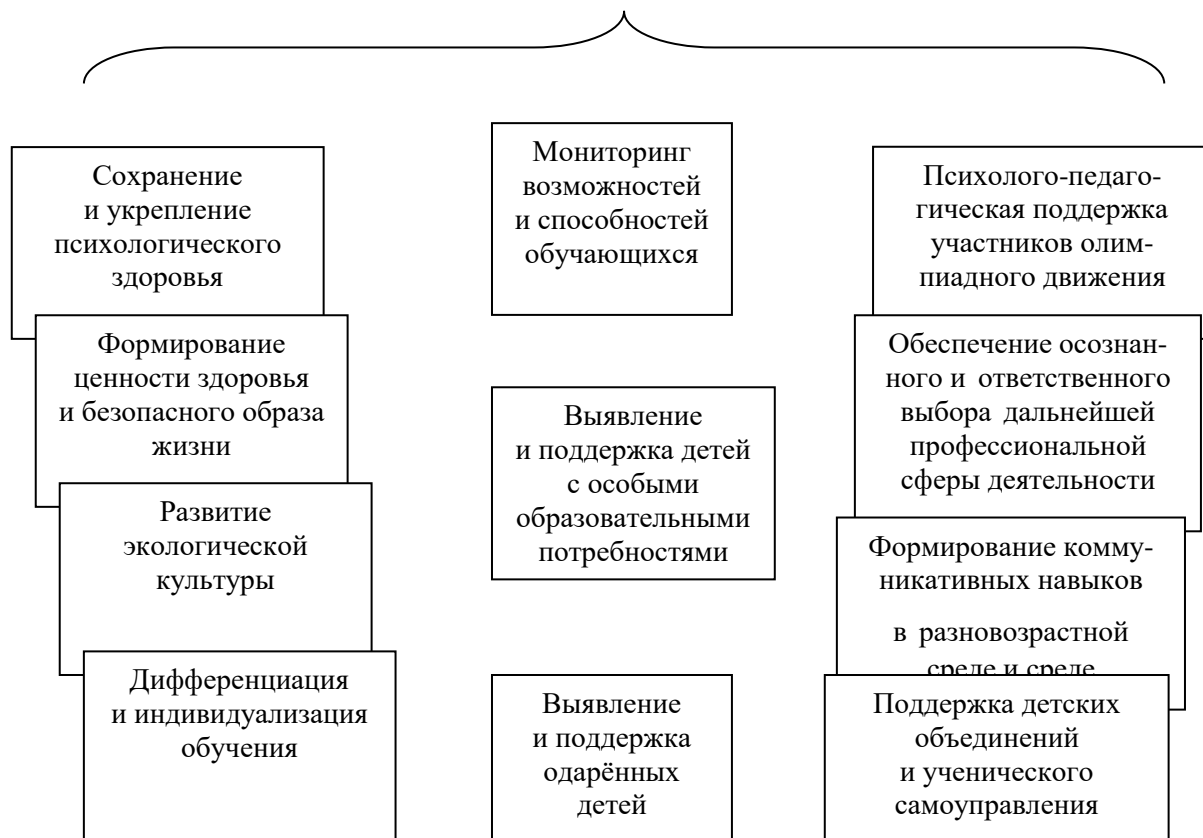 Сохранение
и укрепление
психологического
здоровья
Формирование
ценности здоровья
и безопасного образа
жизни
Развитие
экологической
культуры
Дифференциация
и индивидуализация
обучения
Мониторинг
возможностей
и способностей
обучающихся
Выявление
и поддержка детей
с особыми
образовательными
потребностями
Выявление
и поддержка
одарённых
детей
Психолого-педаго-
гическая поддержка
участников олим-
пиадного движения
Обеспечение осознан-
ного и ответственного
выбора дальнейшей
профессиональной
сферы деятельности
Формирование комму-
никативных навыков
в разновозрастной
среде и среде
Поддержка детских
объединений
и ученического
самоуправления